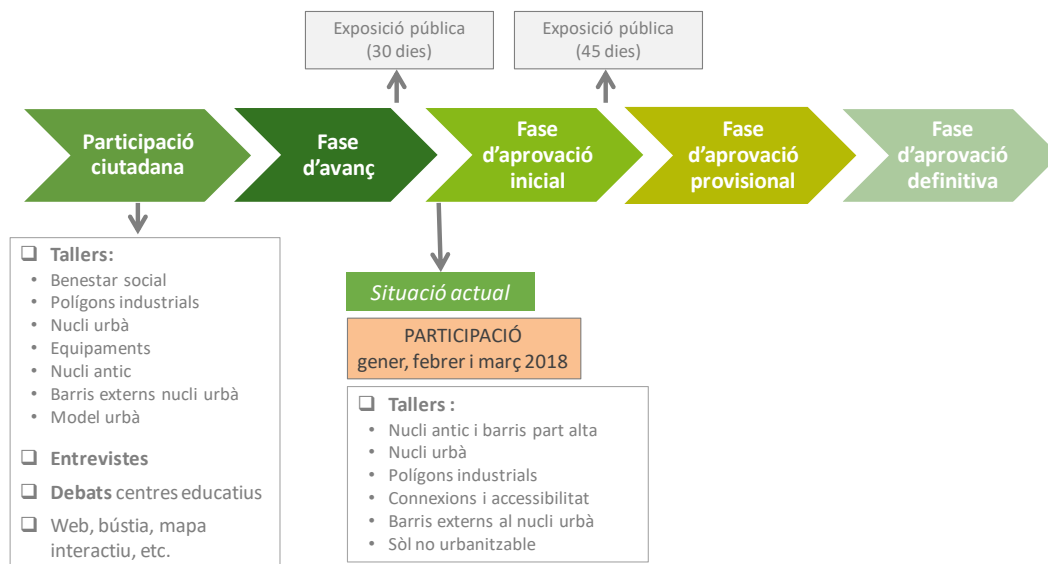 Exposició pública
(30 dies)
Exposició pública
(45 dies)
Participació
ciutadana
Fase
d'avanç
Fase
d'aprovació
inicial
Fase
d'aprovació
provisional
Fase
d'aprovació
definitiva
❑ Tallers:
• Benestar social
• Polígons industrials
• Nucli urbà
• Equipaments
• Nucli antic
• Barris externs nucli urbà
• Model urbà
❑ Entrevistes
❑ Debats centres educatius
❑ Web, bústia, mapa
interactiu, etc.
Situació actual
PARTICIPACIÓ
gener, febrer i març 2018
❑ Tallers :
• Nucli antic i barris part alta
• Nucli urbà
• Polígons industrials
• Connexions i accessibilitat
• Barris externs al nucli urbà
• Sòl no urbanitzable